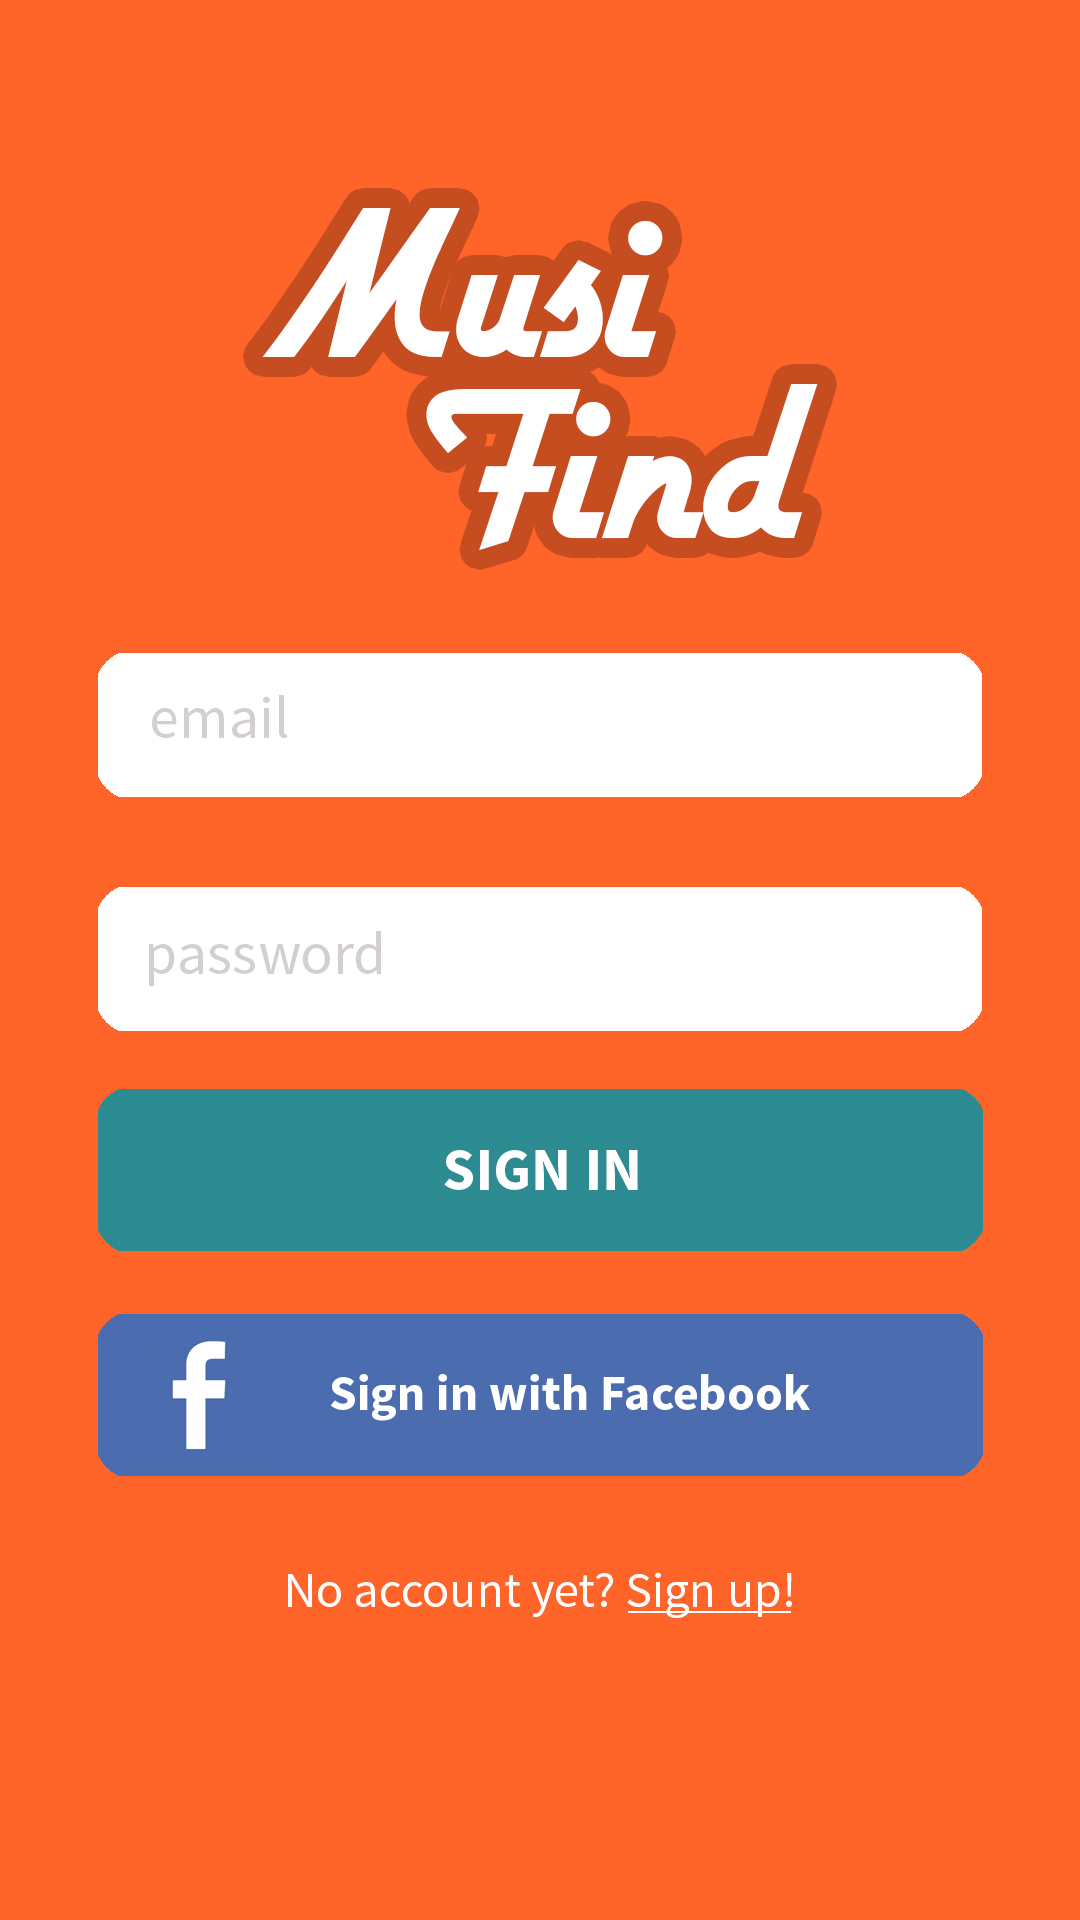 Musi
Find
email
password
SIGN IN
f Sign in with Facebook
No account yet? Sign up!